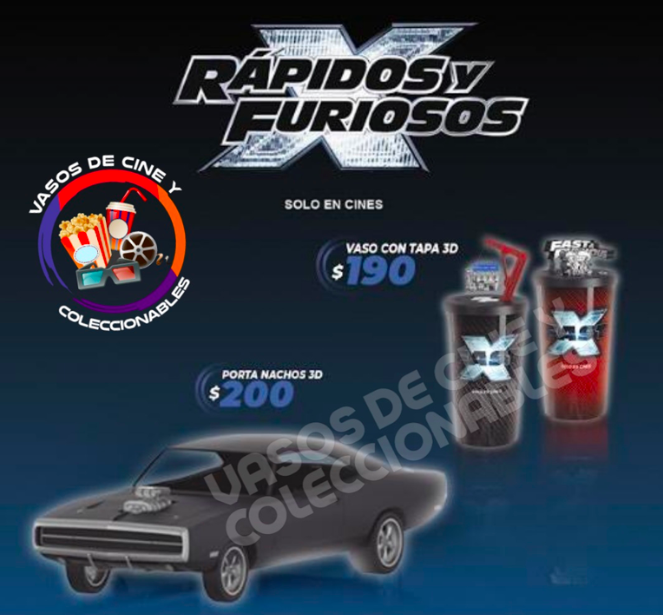 X
RÁPIDOS Y
FURIOSOS
SOLO EN CINES
VASOS DE CINE Y
COLECCIONABLES
VASO CON TAPA 3D
$190
FAST
X
X
PORTA NACHOS 3D
$200
VASOS DE CINE Y
COLECCIONABLES